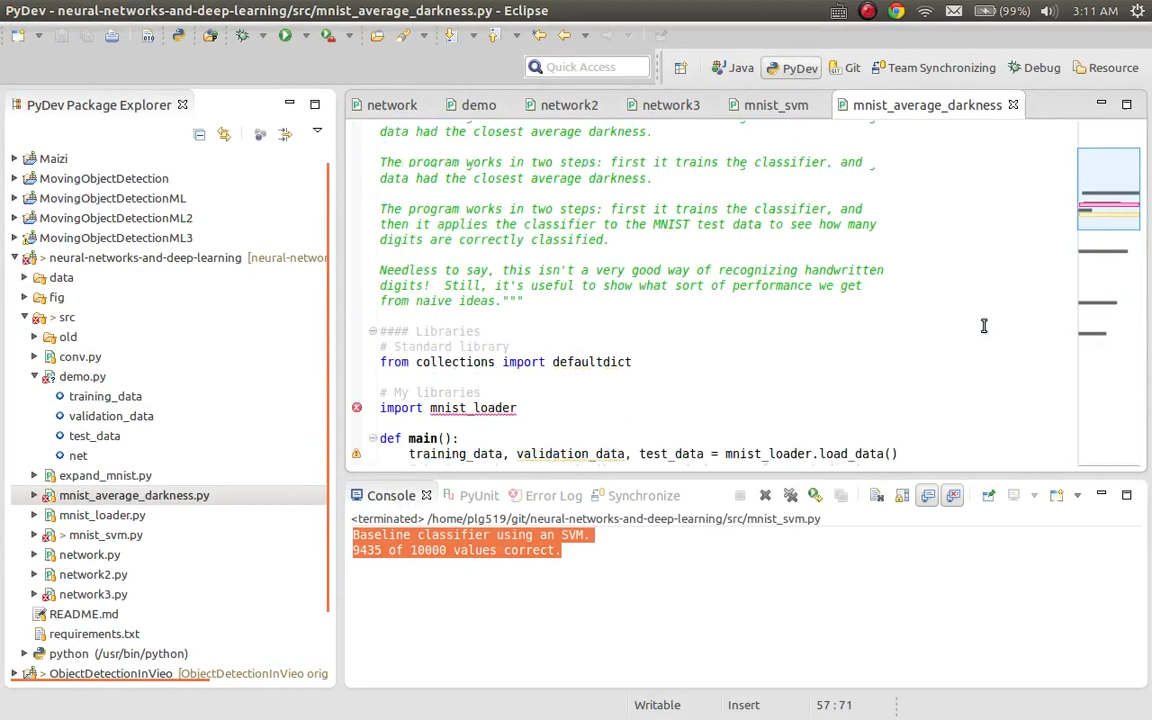 PyDev - neural-networks-and-deep-learning/src/mnist_average_darkness.py - Eclipse
(99%)
3:11 AM
Quick Access
Java
PyDev
Git
Team Synchronizing
Debug
Resource
PyDev Package Explorer
Maizi
MovingObjectDetection
MovingObjectDetectionML
MovingObjectDetectionML2
MovingObjectDetectionML3
> neural-networks-and-deep-learning [neural-networ
data
fig
> src
old
conv.py
demo.py
training_data
validation_data
test_data
net
expand_mnist.py
mnist_average_darkness.py
mnist_loader.py
> mnist_svm.py
network.py
network2.py
network3.py
README.md
requirements.txt
python (/usr/bin/python)
> ObjectDetectionInVieo [ObjectDetectionInVieo orig
network
demo
network2
network3
mnist_svm
mnist_average_darkness
data had the closest average darkness.
The program works in two steps: first it trains the classifier, and
data had the closest average darkness.
The program works in two steps: first it trains the classifier, and
then it applies the classifier to the MNIST test data to see how many
digits are correctly classified.
Needless to say, this isn't a very good way of recognizing handwritten
digits! Still, it's useful to show what sort of performance we get
from naive ideas."""
#### Libraries
# Standard library
from collections import defaultdict
# My libraries
import mnist_loader
def main():
training_data, validation_data, test_data = mnist_loader.load_data()
Console
PyUnit
Error Log
Synchronize
<terminated> /home/plg519/git/neural-networks-and-deep-learning/src/mnist_svm.py
Baseline classifier using an SVM.
9435 of 10000 values correct.
Writable
Insert
57 : 71